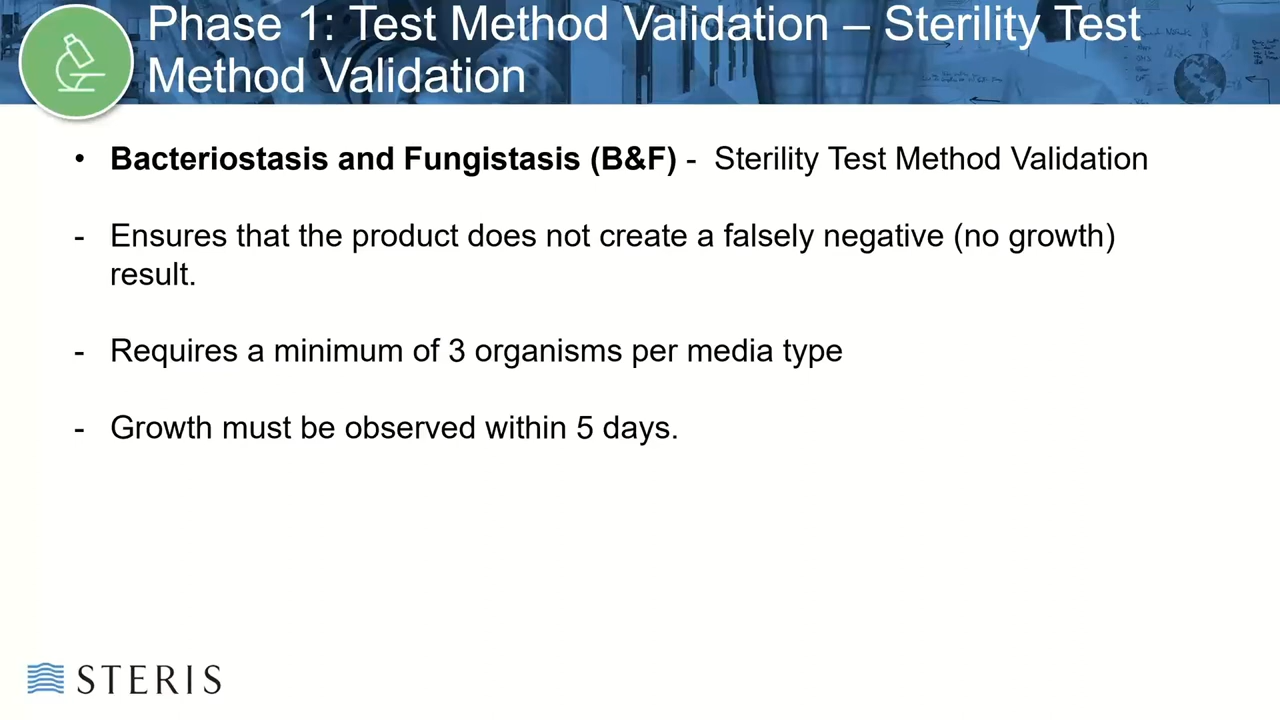 Phase 1: Test Method Validation – Sterility Test
Method Validation
• Bacteriostasis and Fungistasis (B&F) - Sterility Test Method Validation
- Ensures that the product does not create a falsely negative (no growth)
result.
- Requires a minimum of 3 organisms per media type
- Growth must be observed within 5 days.
STERIS